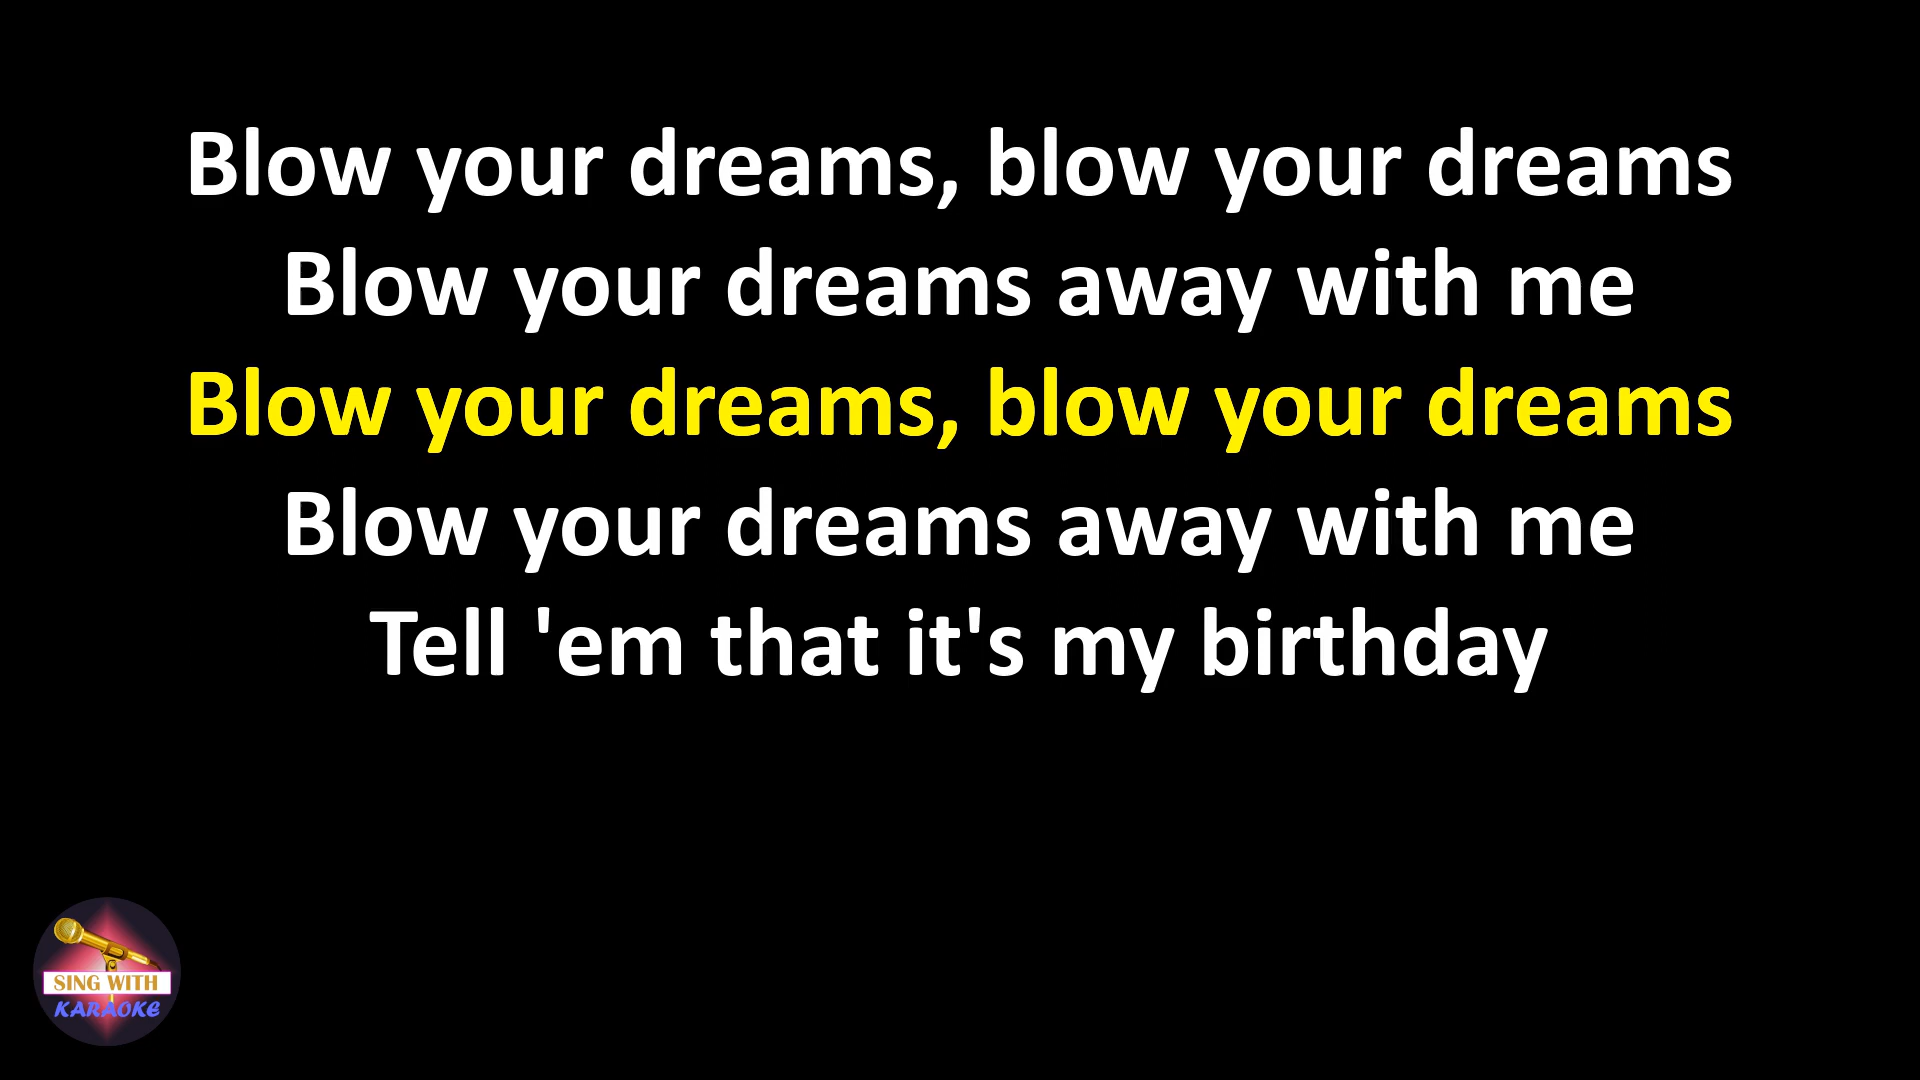 Blow your dreams, blow your dreams
Blow your dreams away with me
Blow your dreams, blow your dreams
Blow your dreams away with me
Tell 'em that it's my birthday
SING WITH
KARAOKE